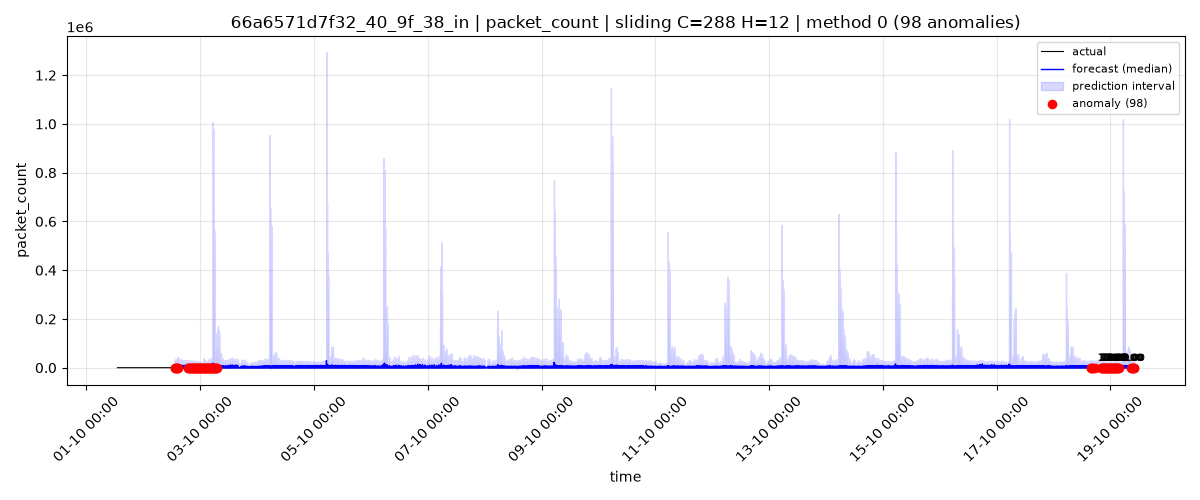 66a6571d7f32_40_9f_38_in | packet_count | sliding C=288 H=12 | method 0 (98 anomalies)
1e6
actual
forecast (median)
prediction interval
anomaly (98)
packet_count
1.2
1.0
0.8
0.6
0.4
0.2
0.0
01-10 00:00
03-10 00:00
05-10 00:00
07-10 00:00
09-10 00:00
11-10 00:00
13-10 00:00
15-10 00:00
17-10 00:00
19-10 00:00
time